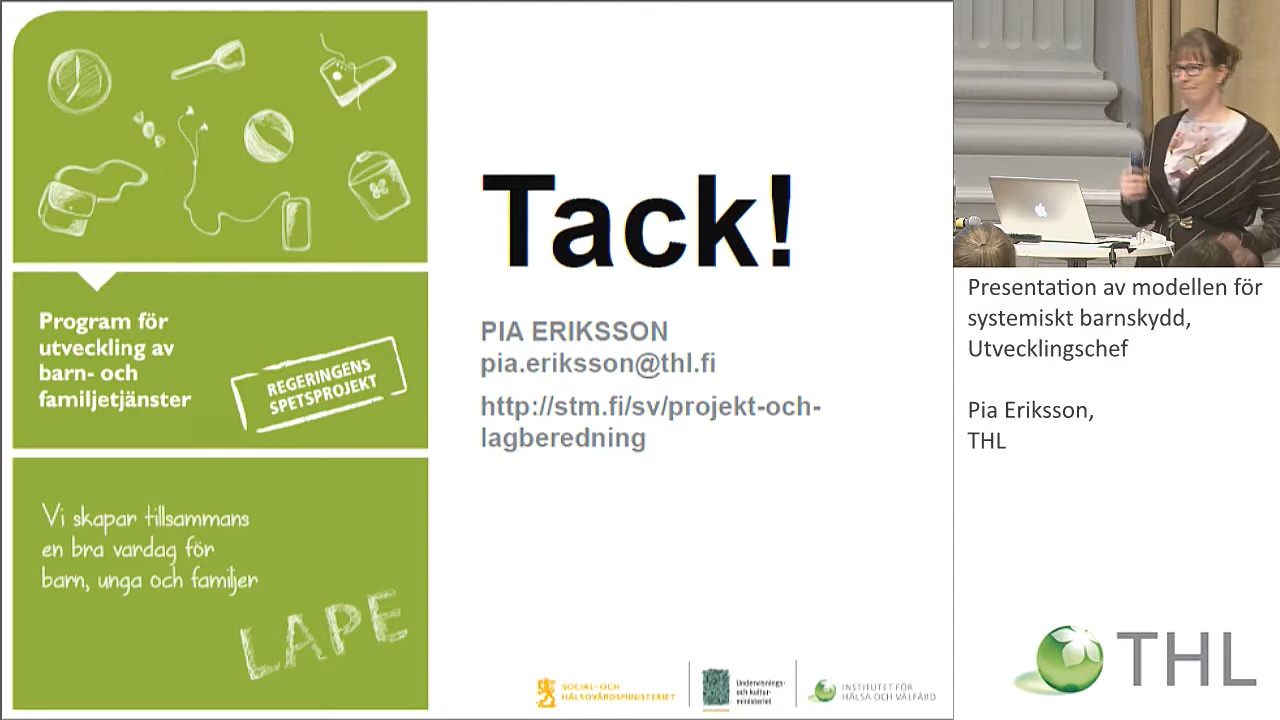 Program för
utveckling av
barn- och
familjetjänster
REGERINGENS
SPETSPROJEKT
Vi skapar tillsammans
en bra vardag för
barn, unga och familjer
LAPE
Tack!
PIA ERIKSSON
pia.eriksson@thl.fi
http://stm.fi/sv/projekt-och-
lagberedning
SOCIAL- OCH
HÄLSOVÅRDSMINISTERIET
Undervisnings-
och kultur-
ministeriet
INSTITUTET FÖR
HÄLSA OCH VÄLFÄRD
Presentation av modellen för
systemiskt barnskydd,
Utvecklingschef
Pia Eriksson,
THL
THL